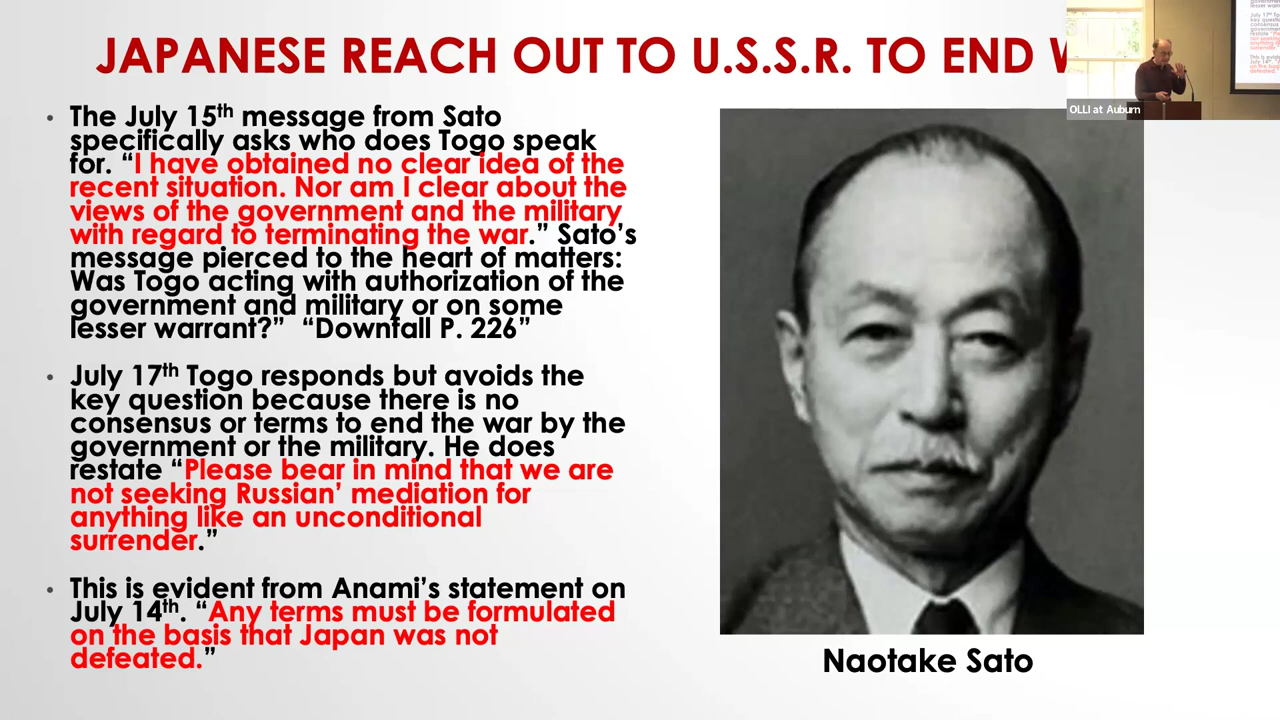 JAPANESE REACH OUT TO U.S.S.R. TO END
OLLI at Auburn
• The July 15th message from Sato
specifically asks who does Togo speak
for. “I have obtained no clear idea of the
recent situation. Nor am I clear about the
views of the government and the military
with regard to terminating the war.” Sato’s
message pierced to the heart of matters:
Was Togo acting with authorization of the
government and military or on some
lesser warrant?” “Downfall P. 226”
• July 17th Togo responds but avoids the
key question because there is no
consensus or terms to end the war by the
government or the military. He does
restate “Please bear in mind that we are
not seeking Russian’ mediation for
anything like an unconditional
surrender.”
• This is evident from Anami’s statement on
July 14th. “Any terms must be formulated
on the basis that Japan was not
defeated.”
Naotake Sato